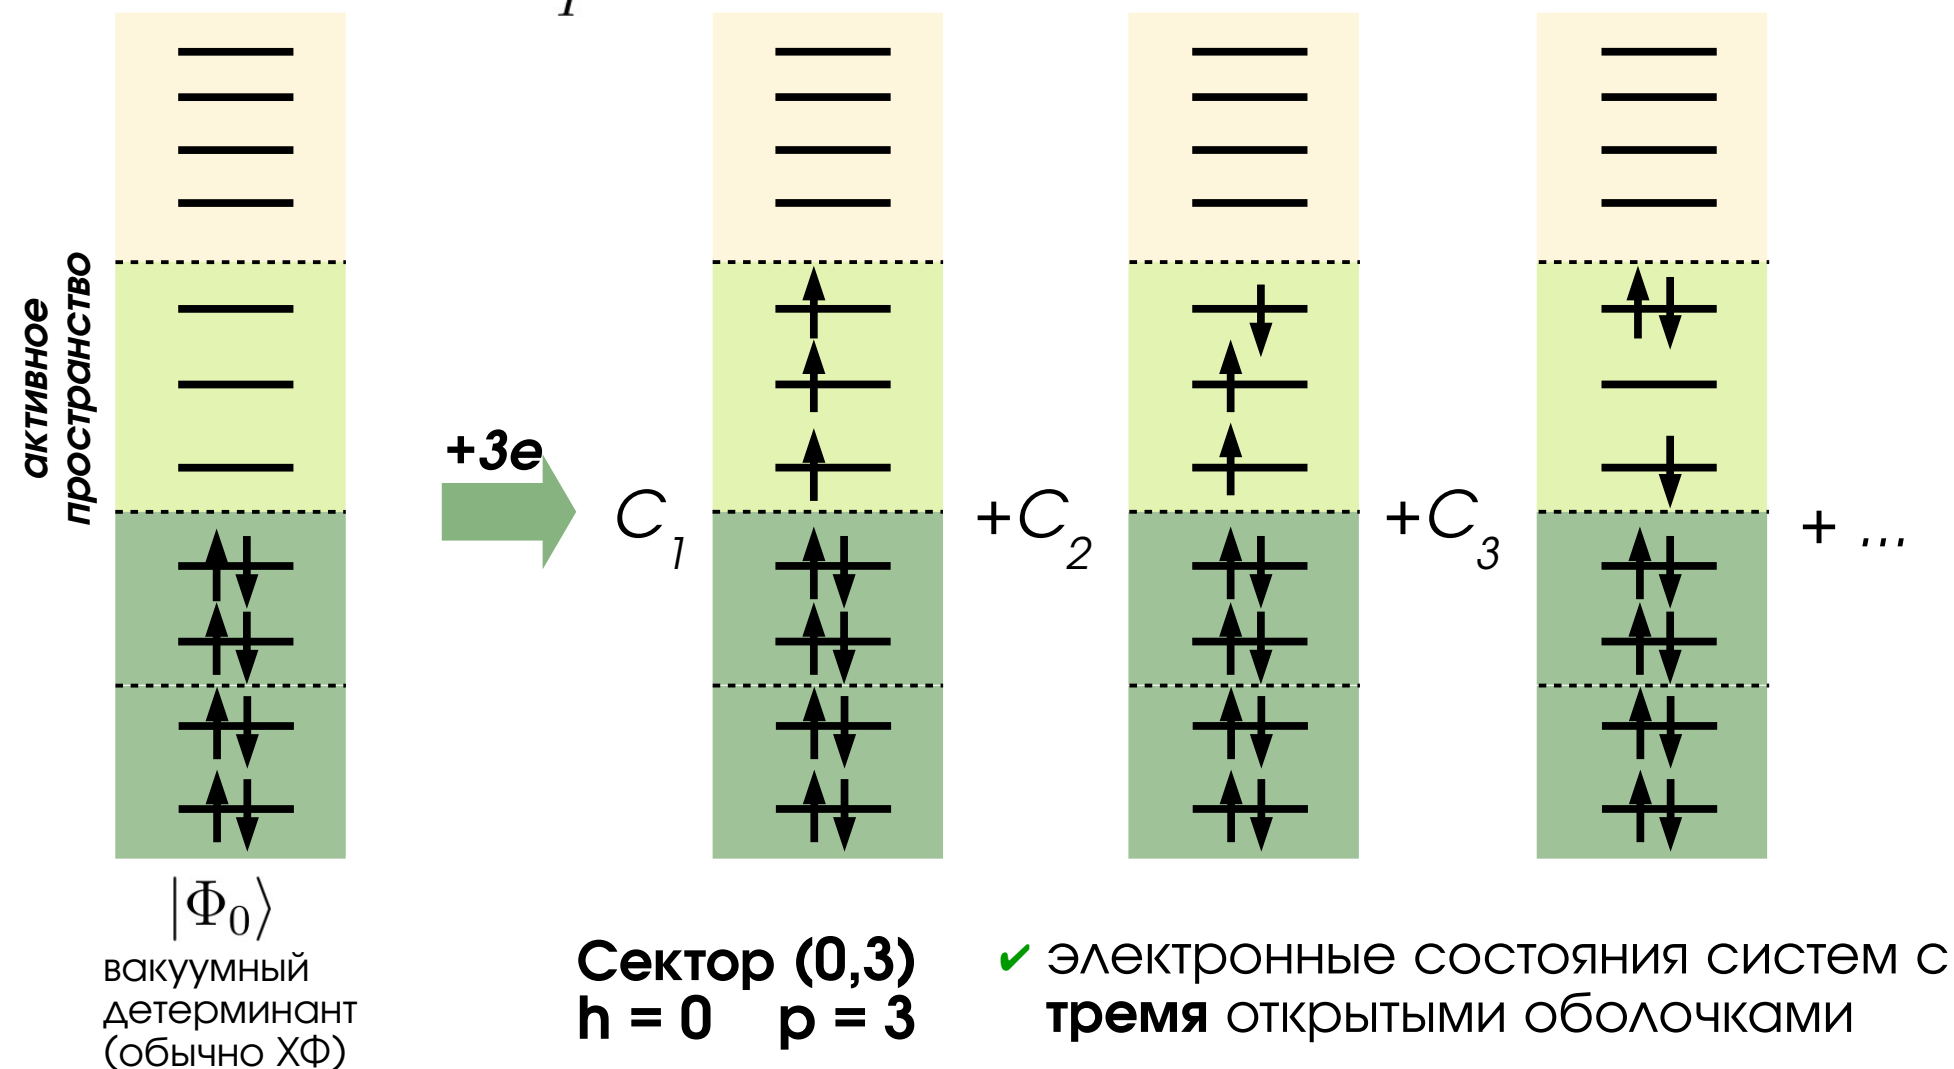 активное
пространство
+3e
C1
+C2
+C3
+ ...
|Φ0⟩
вакуумный
детерминант
(обычно ХФ)
Сектор (0,3)
h = 0 p = 3
✔ электронные состояния систем с
тремя открытыми оболочками